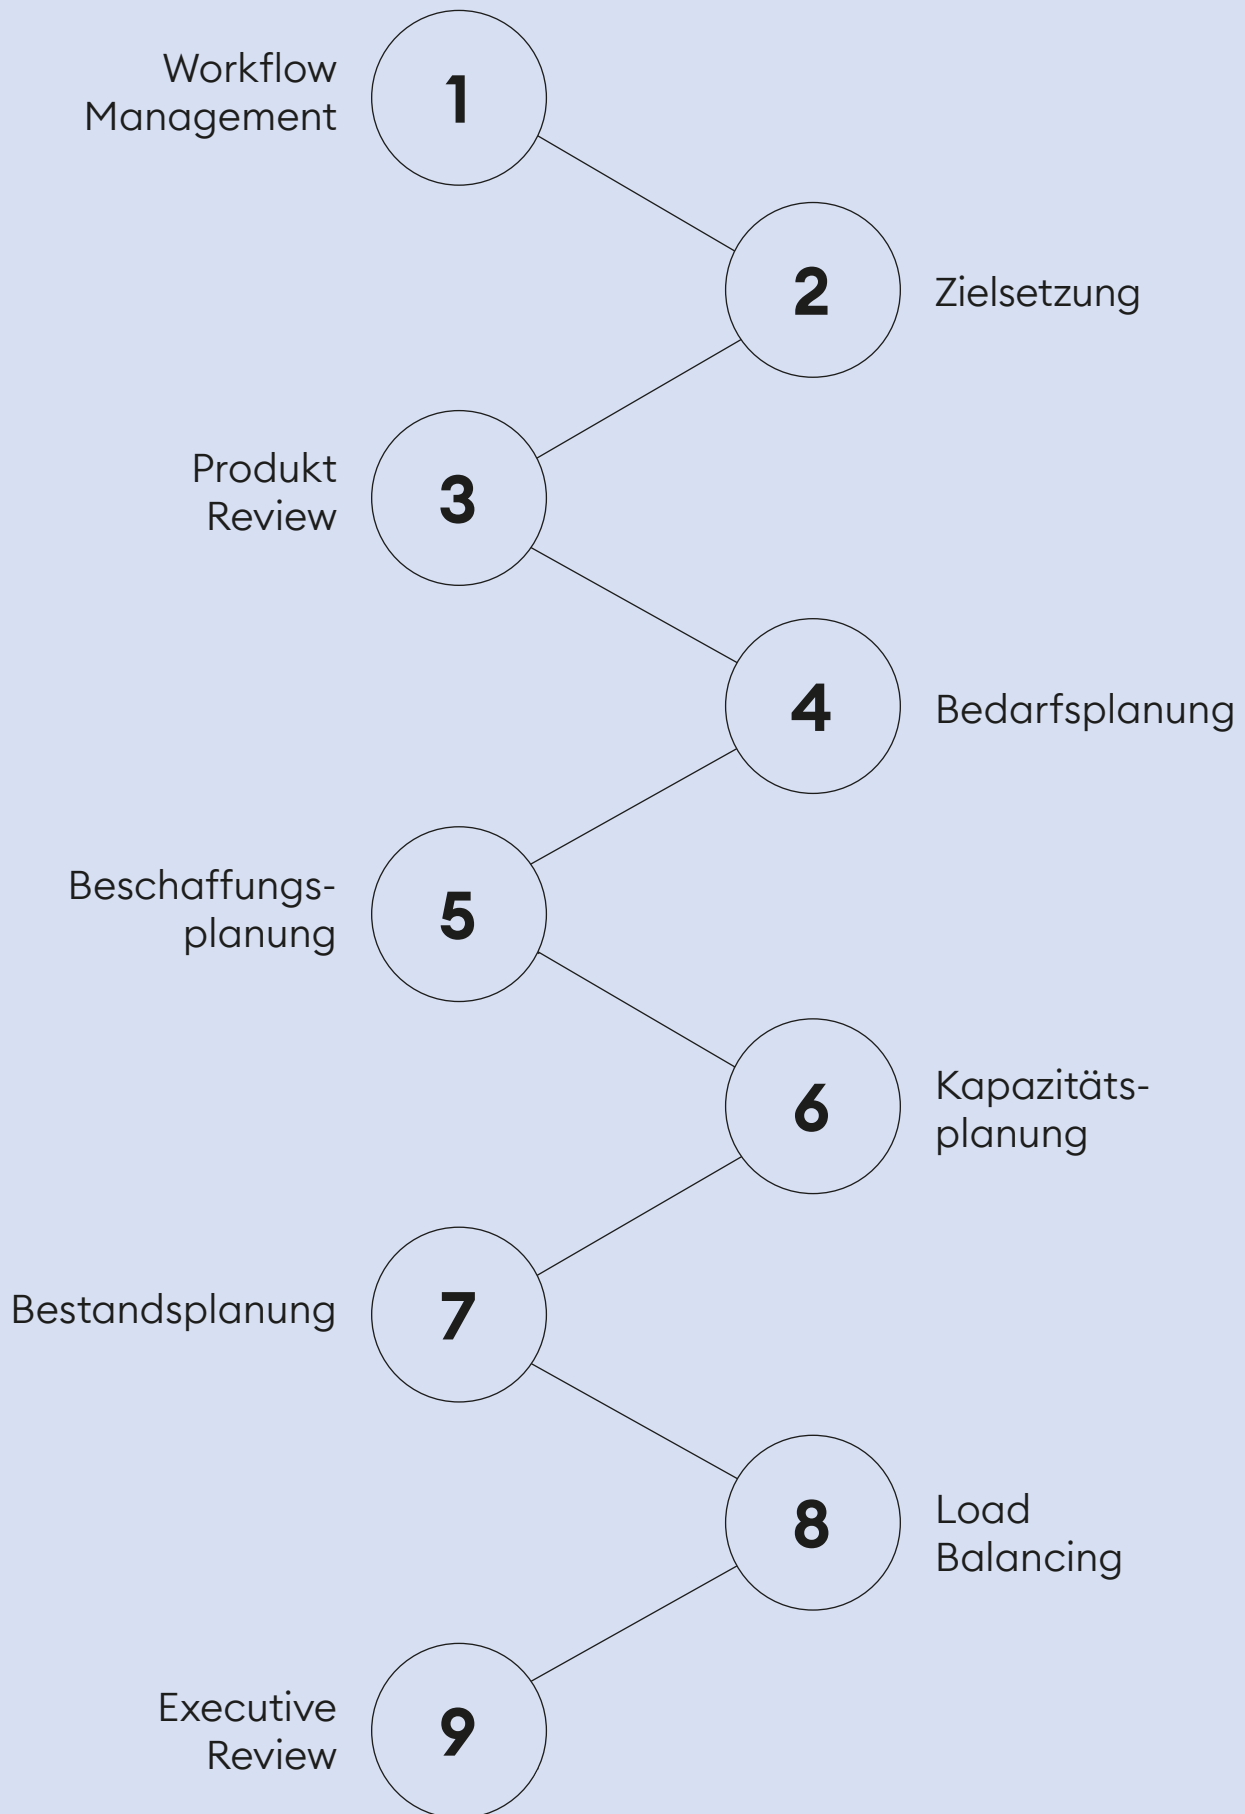 Workflow
Management
1
2
Zielsetzung
Produkt
Review
3
4
Bedarfsplanung
Beschaffungs-
planung
5
6
Kapazitäts-
planung
Bestandsplanung
7
8
Load
Balancing
Executive
Review
9